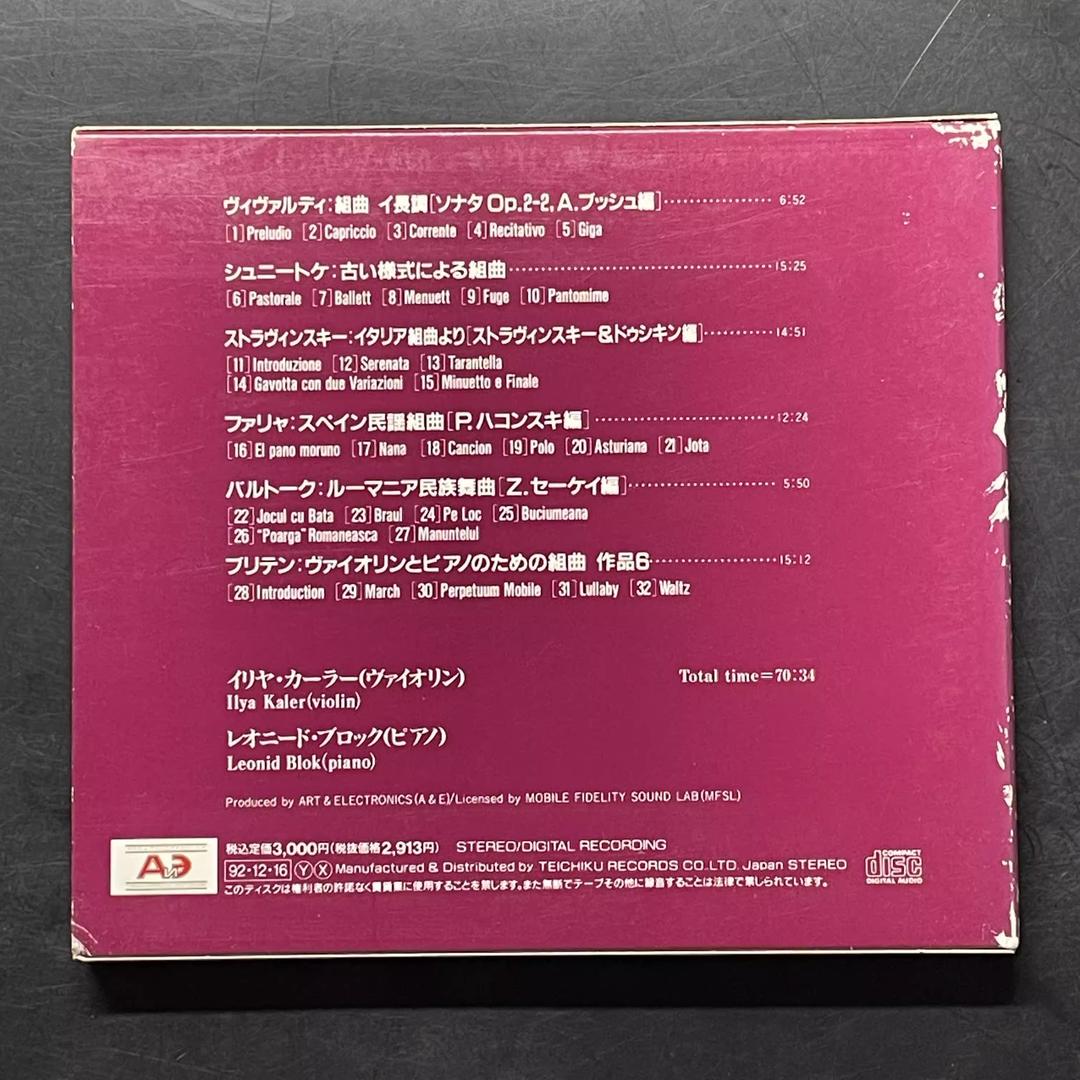 ヴィヴァルディ:組曲 イ長調[ソナタ Op.2-2, A.ブッシュ編] 6:52
[1]Preludio [2]Capriccio [3]Corrente [4]Recitativo [5]Giga
シュニートケ:古い様式による組曲 15:25
[6]Pastorale [7]Ballett [8]Menuett [9]Fuge [10]Pantomime
ストラヴィンスキー:イタリア組曲より[ストラヴィンスキー&ドゥシキン編] 14:51
[11]Introduzione [12]Serenata [13]Tarantella
[14]Gavotta con due Variazioni [15]Minuetto e Finale
ファリャ:スペイン民謡組曲[P.ハコンスキ編] 12:24
[16]El pano moruno [17]Nana [18]Cancion [19]Polo [20]Asturiana [21]Jota
バルトーク:ルーマニア民族舞曲[Z.セーケイ編] 5:50
[22]Jocul cu Bata [23]Braul [24]Pe Loc [25]Buciumeana
[26]"Poarga"Romaneasca [27]Manuntelul
ブリテン:ヴァイオリンとピアノのための組曲 作品6 15:12
[28]Introduction [29]March [30]Perpetuum Mobile [31]Lullaby [32]Waltz
イリヤ・カーラー(ヴァイオリン) Total time=70:34
Ilya Kaler(violin)
レオニード・ブロック(ピアノ)
Leonid Blok(piano)
Produced by ART & ELECTRONICS(A&E)/Licensed by MOBILE FIDELITY SOUND LAB(MFSL)
税込定価3,000円(税抜価格2,913円) STEREO/DIGITAL RECORDING
92・12・16 Ⓨ Ⓧ Manufactured & Distributed by TEICHIKU RECORDS CO.,LTD. Japan STEREO
このディスクは権利者の許諾なく賃貸業に使用することを禁じます。また無断でテープその他に録音することは法律で禁じられています。
AиЭ
COMPACT
disc
DIGITAL AUDIO